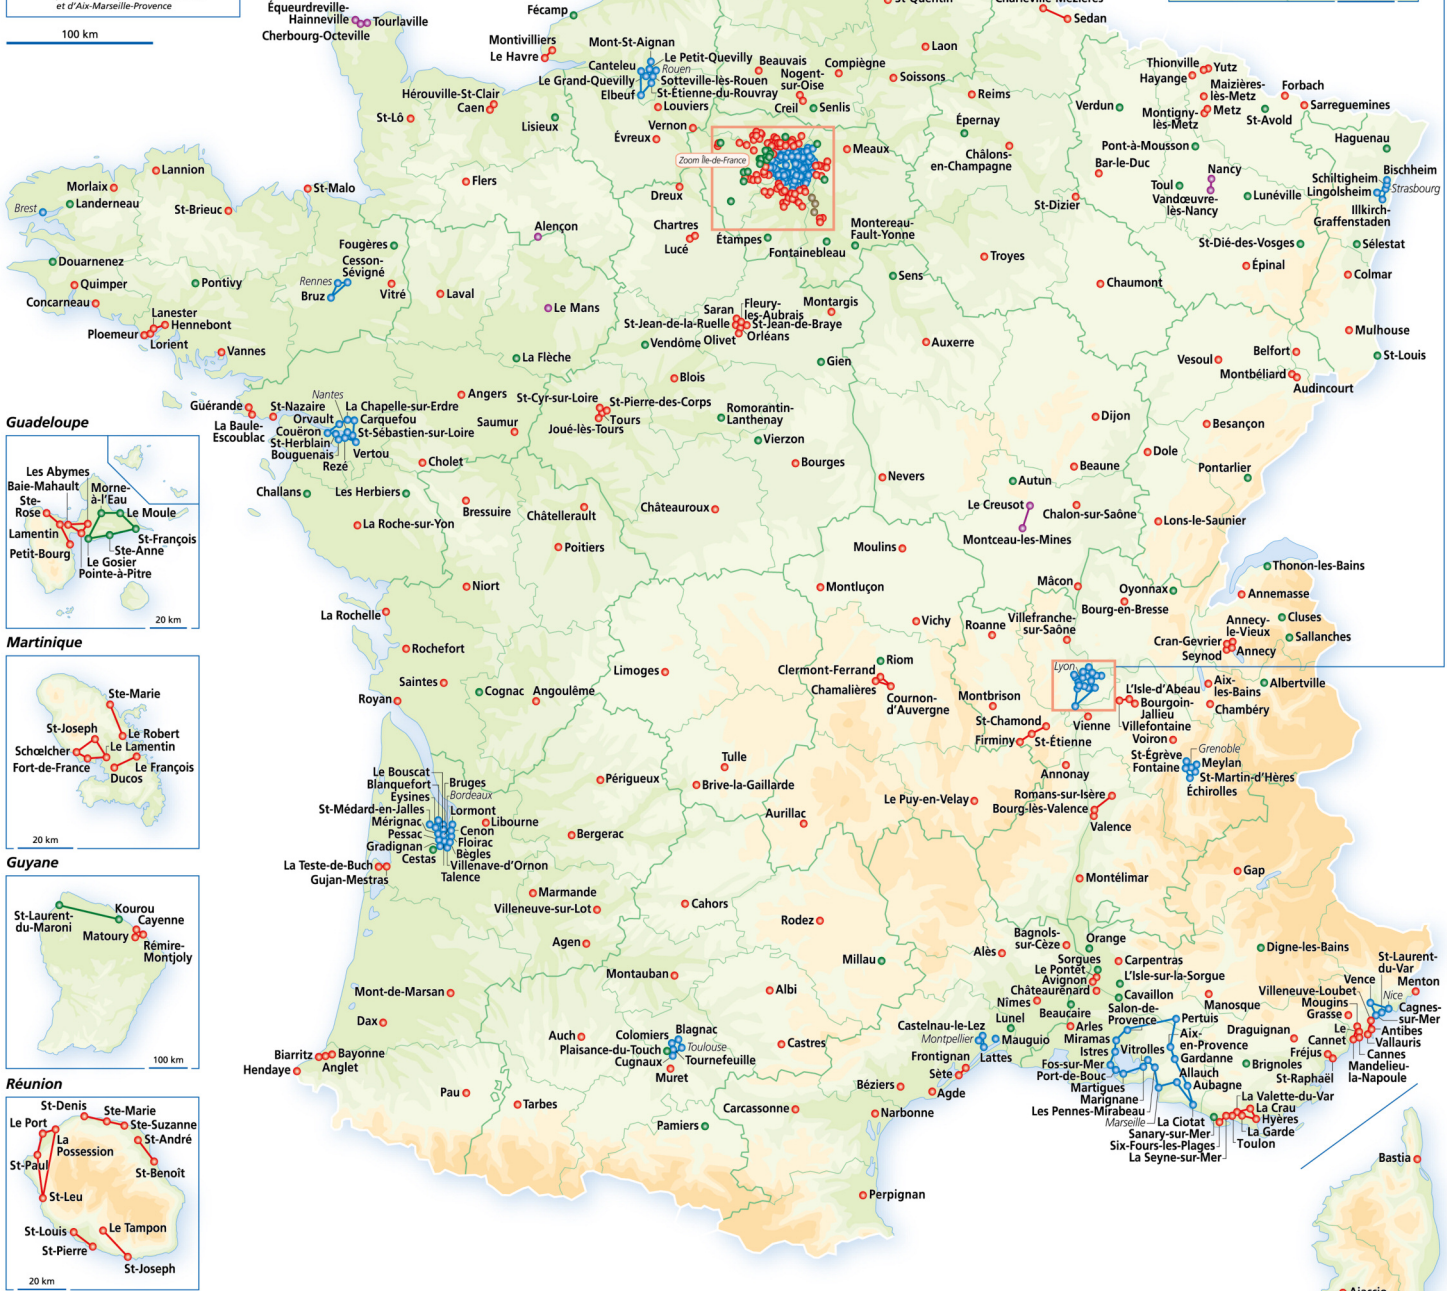 et d'Aix-Marseille-Provence
100 km
Équeurdreville-
Hainneville
Tourlaville
Cherbourg-Octeville
Fécamp
St-Quentin
Charleville-Mézières
Sedan
Montivilliers
Le Havre
Mont-St-Aignan
Canteleu
Le Petit-Quevilly
Rouen
Le Grand-Quevilly
Sotteville-lès-Rouen
Elbeuf
St-Étienne-du-Rouvray
Louviers
Beauvais
Compiègne
Nogent-
sur-Oise
Creil
Senlis
Laon
Soissons
Reims
Thionville
Yutz
Hayange
Maizières-
lès-Metz
Metz
Montigny-
lès-Metz
Forbach
Sarreguemines
St-Avold
Verdun
Haguenau
Hérouville-St-Clair
Caen
St-Lô
Lisieux
Vernon
Évreux
Zoom Île-de-France
Meaux
Épernay
Châlons-
en-Champagne
Pont-à-Mousson
Bar-le-Duc
Nancy
Toul
Vandœuvre-
lès-Nancy
Lunéville
Schiltigheim
Bischheim
Lingolsheim
Strasbourg
Illkirch-
Graffenstaden
Lannion
Morlaix
Landerneau
Brest
St-Brieuc
St-Malo
Flers
Dreux
St-Dizier
Alençon
Chartres
Lucé
Étampes
Fontainebleau
Montereau-
Fault-Yonne
Troyes
St-Dié-des-Vosges
Sélestat
Épinal
Colmar
Douarnenez
Quimper
Concarneau
Pontivy
Fougères
Cesson-
Sévigné
Rennes
Bruz
Vitré
Laval
Le Mans
Sens
Chaumont
Lanester
Hennebont
Ploemeur
Lorient
Vannes
Saran
Fleury-
les-Aubrais
St-Jean-de-la-Ruelle
St-Jean-de-Braye
Olivet
Orléans
Montargis
Vendôme
La Flèche
Gien
Auxerre
Mulhouse
Vesoul
Belfort
St-Louis
Montbéliard
Audincourt
Blois
Angers
St-Cyr-sur-Loire
St-Pierre-des-Corps
Tours
Joué-lès-Tours
Romorantin-
Lanthenay
Vierzon
Dijon
Besançon
Guérande
La Baule-
Escoublac
St-Nazaire
Nantes
La Chapelle-sur-Erdre
Orvault
Carquefou
Couëron
St-Sébastien-sur-Loire
St-Herblain
Bouguenais
Vertou
Rezé
Saumur
Cholet
Bourges
Nevers
Beaune
Dole
Pontarlier
Autun
Le Creusot
Chalon-sur-Saône
Montceau-les-Mines
Lons-le-Saunier
Challans
Les Herbiers
La Roche-sur-Yon
Bressuire
Châtellerault
Châteauroux
Poitiers
Moulins
Niort
Montluçon
Mâcon
Oyonnax
Bourg-en-Bresse
Thonon-les-Bains
Annemasse
La Rochelle
Vichy
Roanne
Villefranche-
sur-Saône
Cluses
Sallanches
Annecy-
le-Vieux
Cran-Gevrier
Annecy
Seynod
Rochefort
Saintes
Cognac
Angoulême
Royan
Limoges
Riom
Clermont-Ferrand
Chamalières
Cournon-
d'Auvergne
Montbrison
Lyon
St-Chamond
Firminy
St-Étienne
Vienne
L'Isle-d'Abeau
Bourgoin-
Jallieu
Villefontaine
Voiron
Aix-
les-Bains
Albertville
Chambéry
Grenoble
St-Égrève
Meylan
Fontaine
St-Martin-d'Hères
Échirolles
Annonay
Romans-sur-Isère
Bourg-lès-Valence
Valence
Tulle
Périgueux
Brive-la-Gaillarde
Aurillac
Le Puy-en-Velay
Le Bouscat
Bruges
Blanquefort
Bordeaux
Eysines
St-Médard-en-Jalles
Lormont
Mérignac
Libourne
Pessac
Cenon
Gradignan
Floirac
Bègles
Cestas
Villenave-d'Ornon
Talence
La Teste-de-Buch
Gujan-Mestras
Bergerac
Marmande
Villeneuve-sur-Lot
Cahors
Rodez
Montélimar
Gap
Agen
Montauban
Millau
Alès
Bagnols-
sur-Cèze
Orange
Sorgues
Carpentras
Le Pontet
Avignon
L'Isle-sur-la-Sorgue
Châteaurenard
Cavaillon
Nîmes
Beaucaire
Salon-de-
Provence
Manosque
Digne-les-Bains
Mont-de-Marsan
Dax
Albi
Auch
Colomiers
Blagnac
Plaisance-du-Touch
Toulouse
Cugnaux
Tournefeuille
Muret
Castres
Biarritz
Bayonne
Anglet
Hendaye
Pau
Tarbes
Pamiers
Carcassonne
Castelnau-le-Lez
Montpellier
Lunel
Mauguio
Lattes
Frontignan
Sète
Béziers
Agde
Narbonne
Perpignan
Arles
Miramas
Istres
Fos-sur-Mer
Port-de-Bouc
Martigues
Marignane
Les Pennes-Mirabeau
Marseille
Vitrolles
Pertuis
Aix-
en-Provence
Gardanne
Allauch
Aubagne
La Ciotat
Sanary-sur-Mer
Six-Fours-les-Plages
La Seyne-sur-Mer
La Valette-du-Var
La Crau
Hyères
La Garde
Toulon
Brignoles
Draguignan
Fréjus
St-Raphaël
St-Laurent-
du-Var
Vence
Menton
Villeneuve-Loubet
Nice
Mougins
Cagnes-
sur-Mer
Grasse
Le
Cannet
Antibes
Vallauris
Cannes
Mandelieu-
la-Napoule
Bastia
Guadeloupe
Les Abymes
Baie-Mahault
Morne-
à-l'Eau
Ste-
Rose
Le Moule
Lamentin
St-François
Petit-Bourg
Ste-Anne
Le Gosier
Pointe-à-Pitre
20 km
Martinique
Ste-Marie
St-Joseph
Le Robert
Schœlcher
Le Lamentin
Fort-de-France
Le François
Ducos
20 km
Guyane
St-Laurent-
du-Maroni
Kourou
Cayenne
Matoury
Rémire-
Montjoly
100 km
Réunion
St-Denis
Ste-Marie
Le Port
Ste-Suzanne
La
Possession
St-André
St-Paul
St-Benoît
St-Leu
St-Louis
Le Tampon
St-Pierre
St-Joseph
20 km